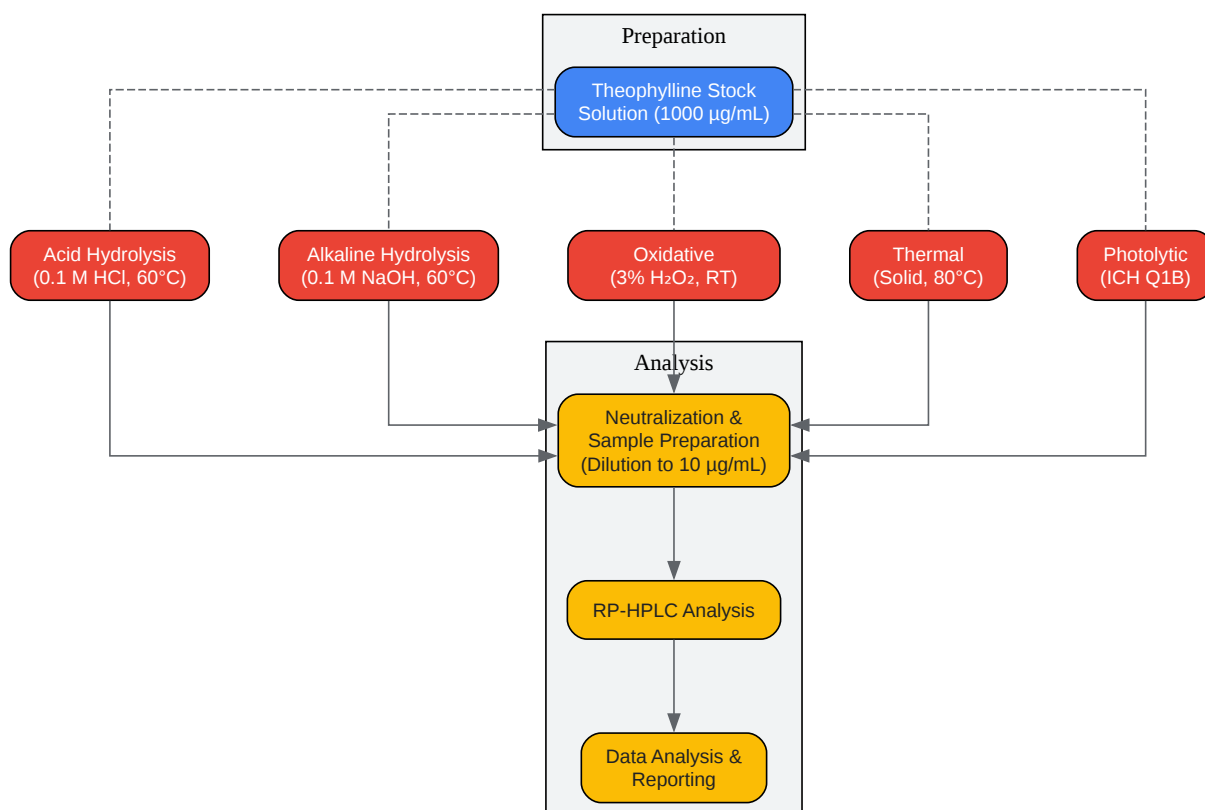 Preparation
Theophylline Stock
Solution (1000 µg/mL)
Acid Hydrolysis
(0.1 M HCl, 60°C)
Alkaline Hydrolysis
(0.1 M NaOH, 60°C)
Oxidative
(3% H₂O₂, RT)
Thermal
(Solid, 80°C)
Photolytic
(ICH Q1B)
Analysis
Neutralization &
Sample Preparation
(Dilution to 10 µg/mL)
RP-HPLC Analysis
Data Analysis &
Reporting